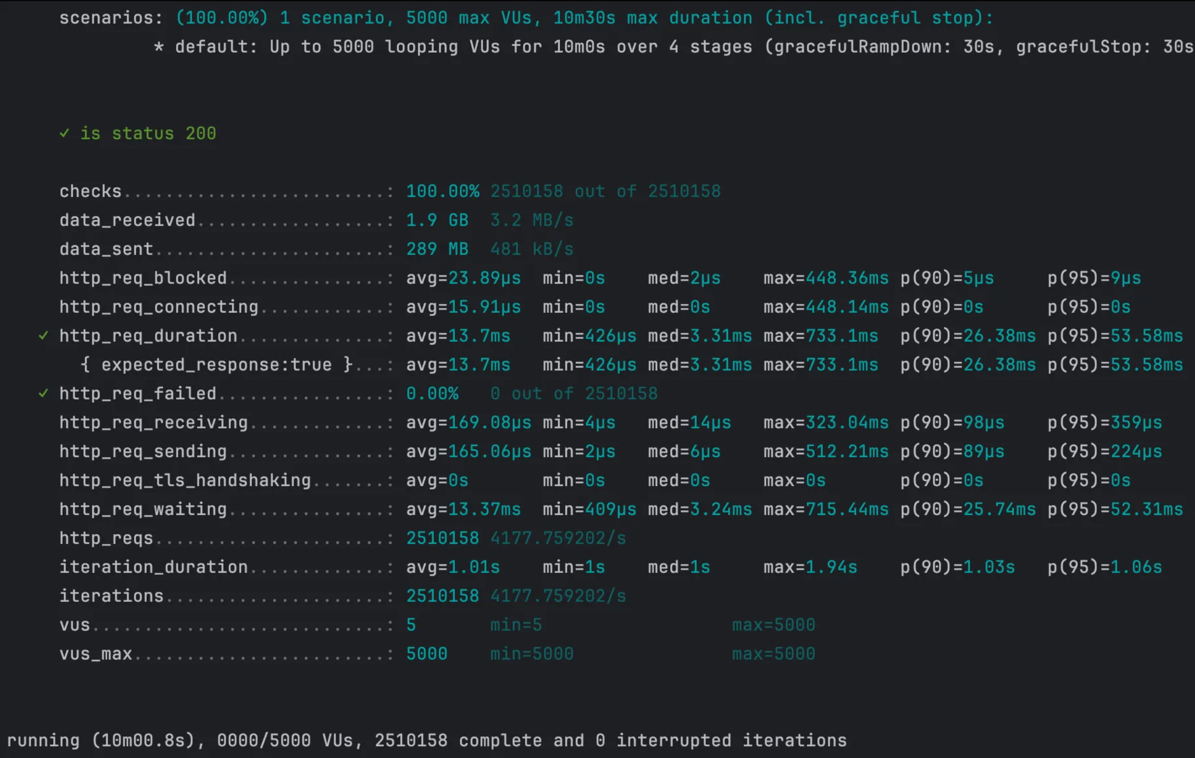 scenarios: (100.00%) 1 scenario, 5000 max VUs, 10m30s max duration (incl. graceful stop):
* default: Up to 5000 looping VUs for 10m0s over 4 stages (gracefulRampDown: 30s, gracefulStop: 30s
✓ is status 200
checks.........................: 100.00% 2510158 out of 2510158
data_received..................: 1.9 GB 3.2 MB/s
data_sent......................: 289 MB 481 kB/s
http_req_blocked...............: avg=23.89µs min=0s med=2µs max=448.36ms p(90)=5µs p(95)=9µs
http_req_connecting............: avg=15.91µs min=0s med=0s max=448.14ms p(90)=0s p(95)=0s
✓ http_req_duration..............: avg=13.7ms min=426µs med=3.31ms max=733.1ms p(90)=26.38ms p(95)=53.58ms
{ expected_response:true }...: avg=13.7ms min=426µs med=3.31ms max=733.1ms p(90)=26.38ms p(95)=53.58ms
✓ http_req_failed................: 0.00% 0 out of 2510158
http_req_receiving.............: avg=169.08µs min=4µs med=14µs max=323.04ms p(90)=98µs p(95)=359µs
http_req_sending...............: avg=165.06µs min=2µs med=6µs max=512.21ms p(90)=89µs p(95)=224µs
http_req_tls_handshaking.......: avg=0s min=0s med=0s max=0s p(90)=0s p(95)=0s
http_req_waiting...............: avg=13.37ms min=409µs med=3.24ms max=715.44ms p(90)=25.74ms p(95)=52.31ms
http_reqs......................: 2510158 4177.759202/s
iteration_duration.............: avg=1.01s min=1s med=1s max=1.94s p(90)=1.03s p(95)=1.06s
iterations.....................: 2510158 4177.759202/s
vus............................: 5 min=5 max=5000
vus_max........................: 5000 min=5000 max=5000
running (10m00.8s), 0000/5000 VUs, 2510158 complete and 0 interrupted iterations